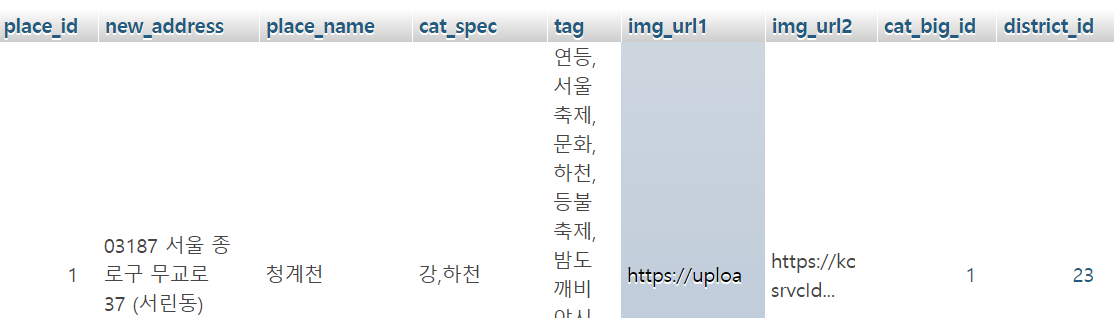 place_id new_address place_name cat_spec tag img_url1 img_url2 cat_big_id district_id
연등,
서울
축제,
문화,
하천,
등불
축제,
밤도
깨비
03187 서울 종
로구 무교로
37 (서린동)
1
청계천
강,하천
https://uploa
https://kc
srvcld...
1
23